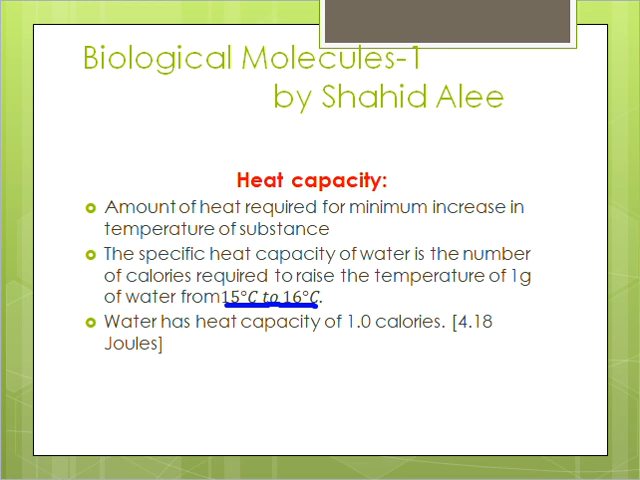 Biological Molecules-1
by Shahid Alee
Heat capacity:
Amount of heat required for minimum increase in
temperature of substance
The specific heat capacity of water is the number
of calories required to raise the temperature of 1g
of water from15°C to 16°C.
Water has heat capacity of 1.0 calories. [4.18
Joules]